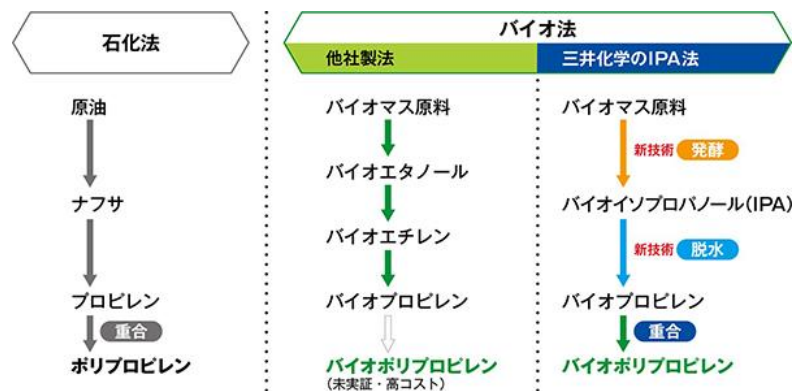 石化法
原油
ナフサ
プロピレン
重合
ポリプロピレン
バイオ法
他社製法
バイオマス原料
バイオエタノール
バイオエチレン
バイオプロピレン
バイオポリプロピレン
(未実証・高コスト)
三井化学のIPA法
バイオマス原料
新技術 発酵
バイオイソプロパノール(IPA)
新技術 脱水
バイオプロピレン
重合
バイオポリプロピレン